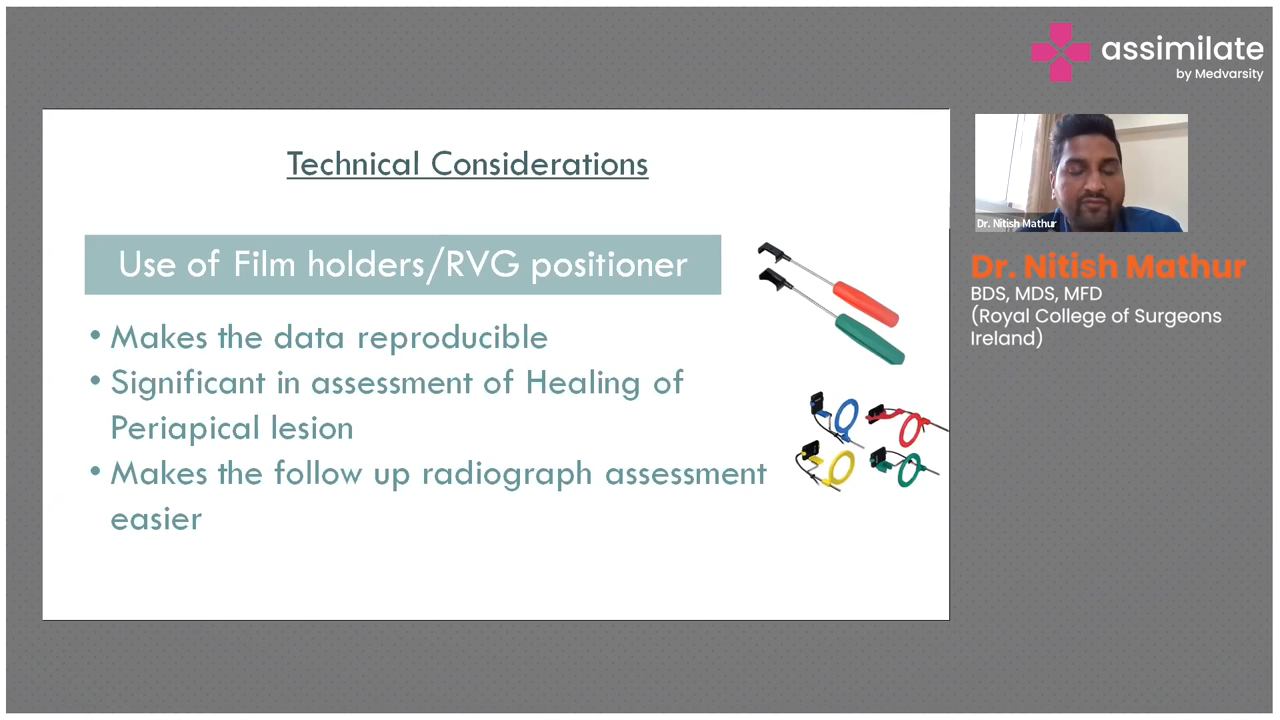 assimilate
by Medvarsity
Technical Considerations
Use of Film holders/RVG positioner
• Makes the data reproducible
• Significant in assessment of Healing of
Periapical lesion
• Makes the follow up radiograph assessment
easier
Dr. Nitish Mathur
Dr. Nitish Mathur
BDS, MDS, MFD
(Royal College of Surgeons
Ireland)